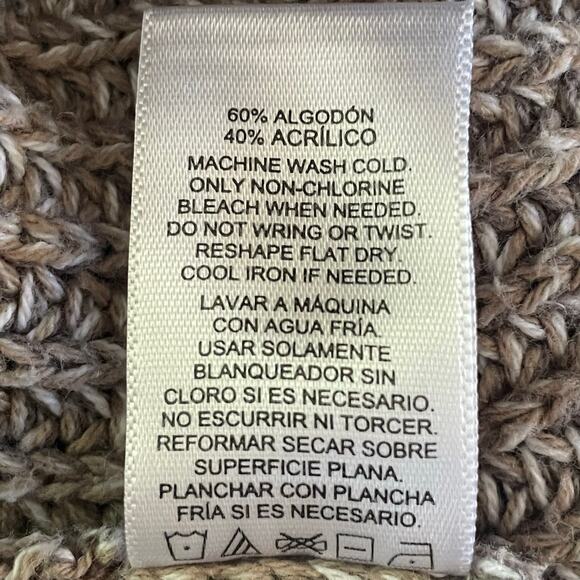 60% ALGODÓN
40% ACRÍLICO
MACHINE WASH COLD.
ONLY NON-CHLORINE
BLEACH WHEN NEEDED.
DO NOT WRING OR TWIST.
RESHAPE FLAT DRY.
COOL IRON IF NEEDED.
LAVAR A MÁQUINA
CON AGUA FRÍA.
USAR SOLAMENTE
BLANQUEADOR SIN
CLORO SI ES NECESARIO.
NO ESCURRIR NI TORCER.
REFORMAR SECAR SOBRE
SUPERFICIE PLANA.
PLANCHAR CON PLANCHA
FRÍA SI ES NECESARIO.